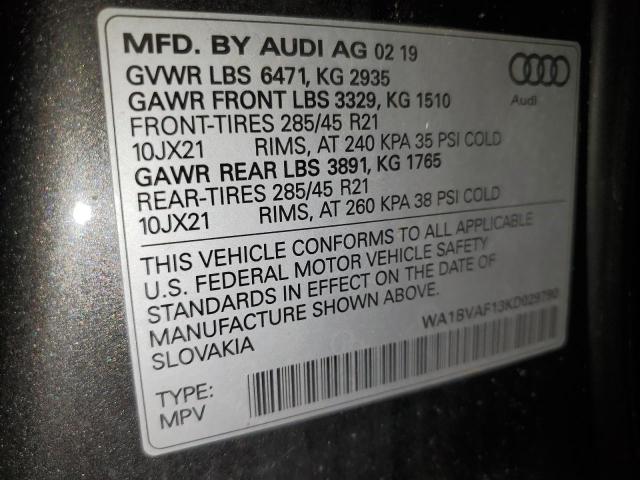 MFD. BY AUDI AG 02 19
GVWR LBS 6471, KG 2935
GAWR FRONT LBS 3329, KG 1510
FRONT-TIRES 285/45 R21
10JX21 RIMS, AT 240 KPA 35 PSI COLD
GAWR REAR LBS 3891, KG 1765
REAR-TIRES 285/45 R21
10JX21 RIMS, AT 260 KPA 38 PSI COLD
Audi
THIS VEHICLE CONFORMS TO ALL APPLICABLE
U.S. FEDERAL MOTOR VEHICLE SAFETY
STANDARDS IN EFFECT ON THE DATE OF
MANUFACTURE SHOWN ABOVE.
SLOVAKIA
WA1BVAF13KD029790
TYPE:
MPV